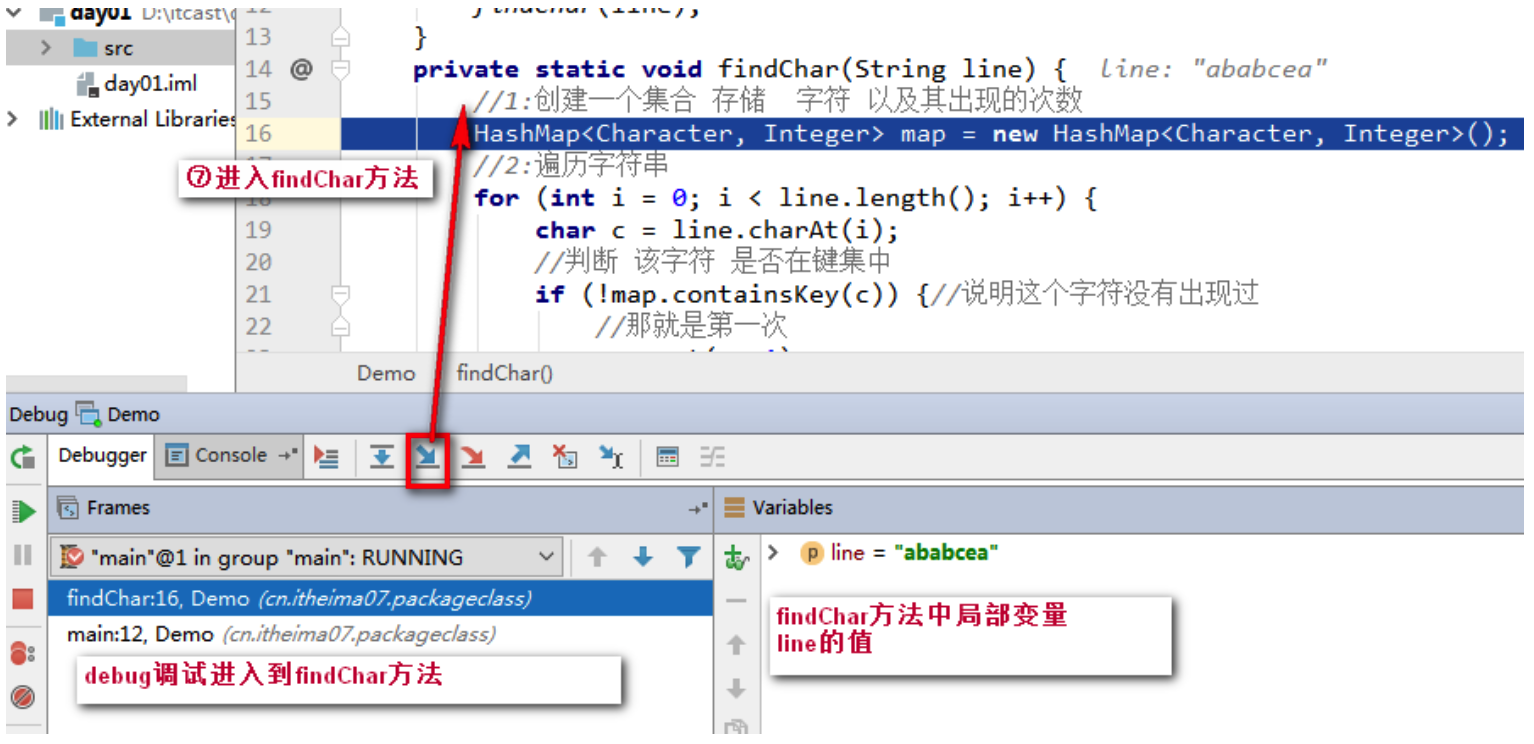 day01 D:\itcast\
12 findChar(line);
src
13 }
14 @ private static void findChar(String line) { line: "ababcea"
day01.iml
15 //1:创建一个集合 存储 字符 以及其出现的次数
External Libraries
16 HashMap<Character, Integer> map = new HashMap<Character, Integer>();
//2:遍历字符串
⑦进入findChar方法
18 for (int i = 0; i < line.length(); i++) {
19 char c = line.charAt(i);
20 //判断 该字符 是否在键集中
21 if (!map.containsKey(c)) {//说明这个字符没有出现过
22 //那就是第一次
Demo findChar()
Debug Demo
Debugger Console
Frames
Variables
"main"@1 in group "main": RUNNING
line = "ababcea"
findChar:16, Demo (cn.itheima07.packageclass)
main:12, Demo (cn.itheima07.packageclass)
findChar方法中局部变量
line的值
debug调试进入到findChar方法